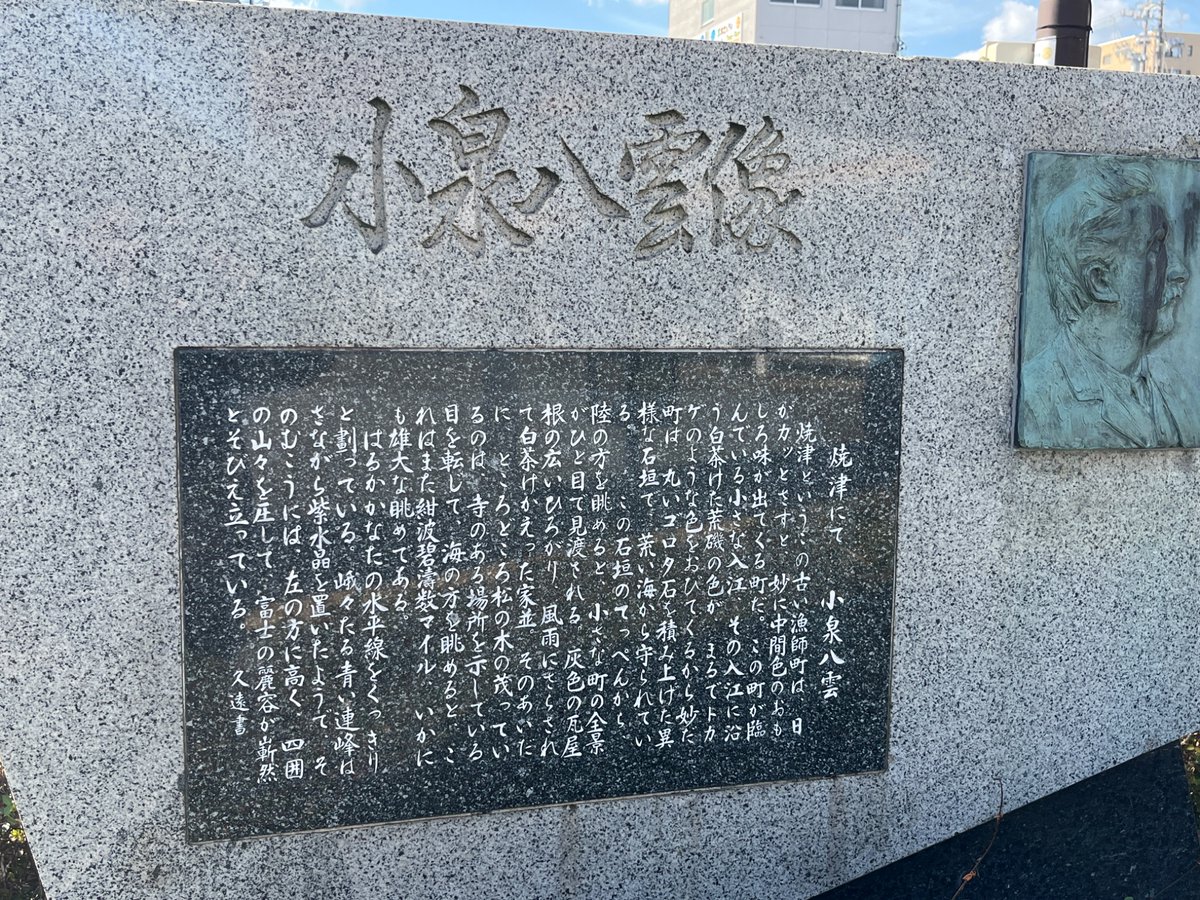 小泉八雲像
焼津にて 小泉八雲
焼津というこの古い漁師町は、日
がカッとさすと、妙に中間色のおも
しろ味が出てくる町だ。この町が臨
んでいる小さな入江、その入江に沿
う白茶けた荒磯の色が、まるでトカ
ゲのような色をおびてくるから妙だ
町は、丸いゴロタ石を積み上げた異
様な石垣で、荒い海から守られてい
る。この石垣のてっぺんから、
陸の方を眺めると、小さな町の全景
がひと目で見渡される。灰色の瓦屋
根の広いひろがり、風雨にさらされ
て白茶けかえった家並、そのあいた
に ところどころ松の木の茂ってい
るのは、寺のある場所を示している
目を転して、海の方を眺めると、こ
れはまた紺波碧濤数マイル いかに
も雄大な眺めである。
はるかかなたの水平線をくっきり
と劃っている、峨々たる青い連峰は
さながら紫水晶を置いたようて、そ
のむこうには、左の方に高く、四囲
の山々を圧して、富士の麗容が嶄然
とそびえ立っている。 久遠書